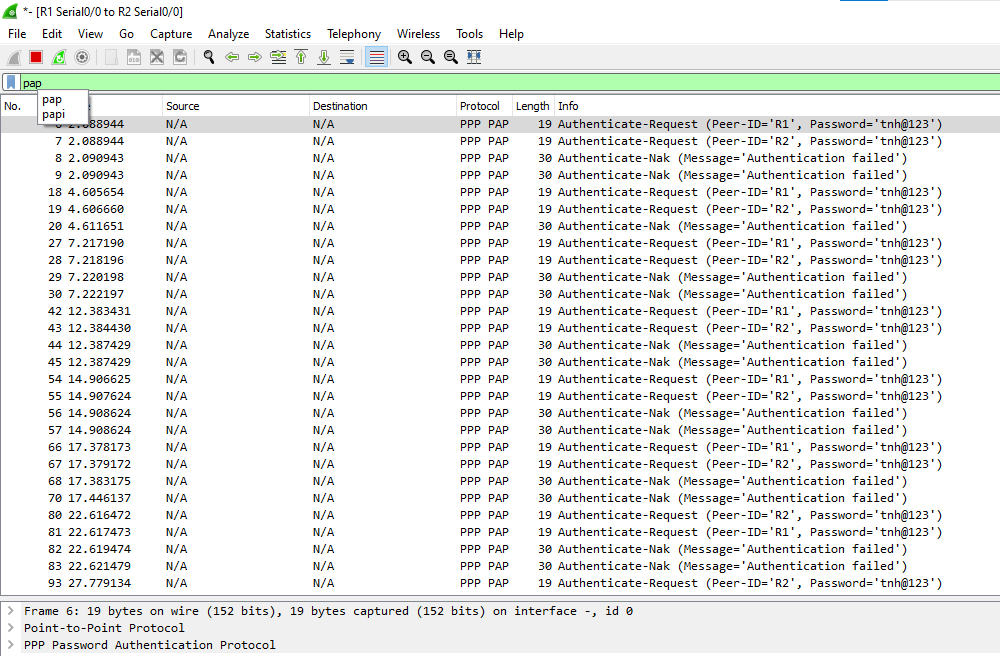 *- [R1 Serial0/0 to R2 Serial0/0]
File Edit View Go Capture Analyze Statistics Telephony Wireless Tools Help
pap
pap
papi
No. Source Destination Protocol Length Info
6 2.088944 N/A N/A PPP PAP 19 Authenticate-Request (Peer-ID='R1', Password='tnh@123')
7 2.088944 N/A N/A PPP PAP 19 Authenticate-Request (Peer-ID='R2', Password='tnh@123')
8 2.090943 N/A N/A PPP PAP 30 Authenticate-Nak (Message='Authentication failed')
9 2.090943 N/A N/A PPP PAP 30 Authenticate-Nak (Message='Authentication failed')
18 4.605654 N/A N/A PPP PAP 19 Authenticate-Request (Peer-ID='R1', Password='tnh@123')
19 4.606660 N/A N/A PPP PAP 19 Authenticate-Request (Peer-ID='R2', Password='tnh@123')
20 4.611651 N/A N/A PPP PAP 30 Authenticate-Nak (Message='Authentication failed')
27 7.217190 N/A N/A PPP PAP 19 Authenticate-Request (Peer-ID='R1', Password='tnh@123')
28 7.218196 N/A N/A PPP PAP 19 Authenticate-Request (Peer-ID='R2', Password='tnh@123')
29 7.220198 N/A N/A PPP PAP 30 Authenticate-Nak (Message='Authentication failed')
30 7.222197 N/A N/A PPP PAP 30 Authenticate-Nak (Message='Authentication failed')
42 12.383431 N/A N/A PPP PAP 19 Authenticate-Request (Peer-ID='R1', Password='tnh@123')
43 12.384430 N/A N/A PPP PAP 19 Authenticate-Request (Peer-ID='R2', Password='tnh@123')
44 12.387429 N/A N/A PPP PAP 30 Authenticate-Nak (Message='Authentication failed')
45 12.387429 N/A N/A PPP PAP 30 Authenticate-Nak (Message='Authentication failed')
54 14.906625 N/A N/A PPP PAP 19 Authenticate-Request (Peer-ID='R1', Password='tnh@123')
55 14.907624 N/A N/A PPP PAP 19 Authenticate-Request (Peer-ID='R2', Password='tnh@123')
56 14.908624 N/A N/A PPP PAP 30 Authenticate-Nak (Message='Authentication failed')
57 14.908624 N/A N/A PPP PAP 30 Authenticate-Nak (Message='Authentication failed')
66 17.378173 N/A N/A PPP PAP 19 Authenticate-Request (Peer-ID='R1', Password='tnh@123')
67 17.379172 N/A N/A PPP PAP 19 Authenticate-Request (Peer-ID='R2', Password='tnh@123')
68 17.383175 N/A N/A PPP PAP 30 Authenticate-Nak (Message='Authentication failed')
70 17.446137 N/A N/A PPP PAP 30 Authenticate-Nak (Message='Authentication failed')
80 22.616472 N/A N/A PPP PAP 19 Authenticate-Request (Peer-ID='R2', Password='tnh@123')
81 22.617473 N/A N/A PPP PAP 19 Authenticate-Request (Peer-ID='R1', Password='tnh@123')
82 22.619474 N/A N/A PPP PAP 30 Authenticate-Nak (Message='Authentication failed')
83 22.621479 N/A N/A PPP PAP 30 Authenticate-Nak (Message='Authentication failed')
93 27.779134 N/A N/A PPP PAP 19 Authenticate-Request (Peer-ID='R2', Password='tnh@123')
Frame 6: 19 bytes on wire (152 bits), 19 bytes captured (152 bits) on interface -, id 0
Point-to-Point Protocol
PPP Password Authentication Protocol